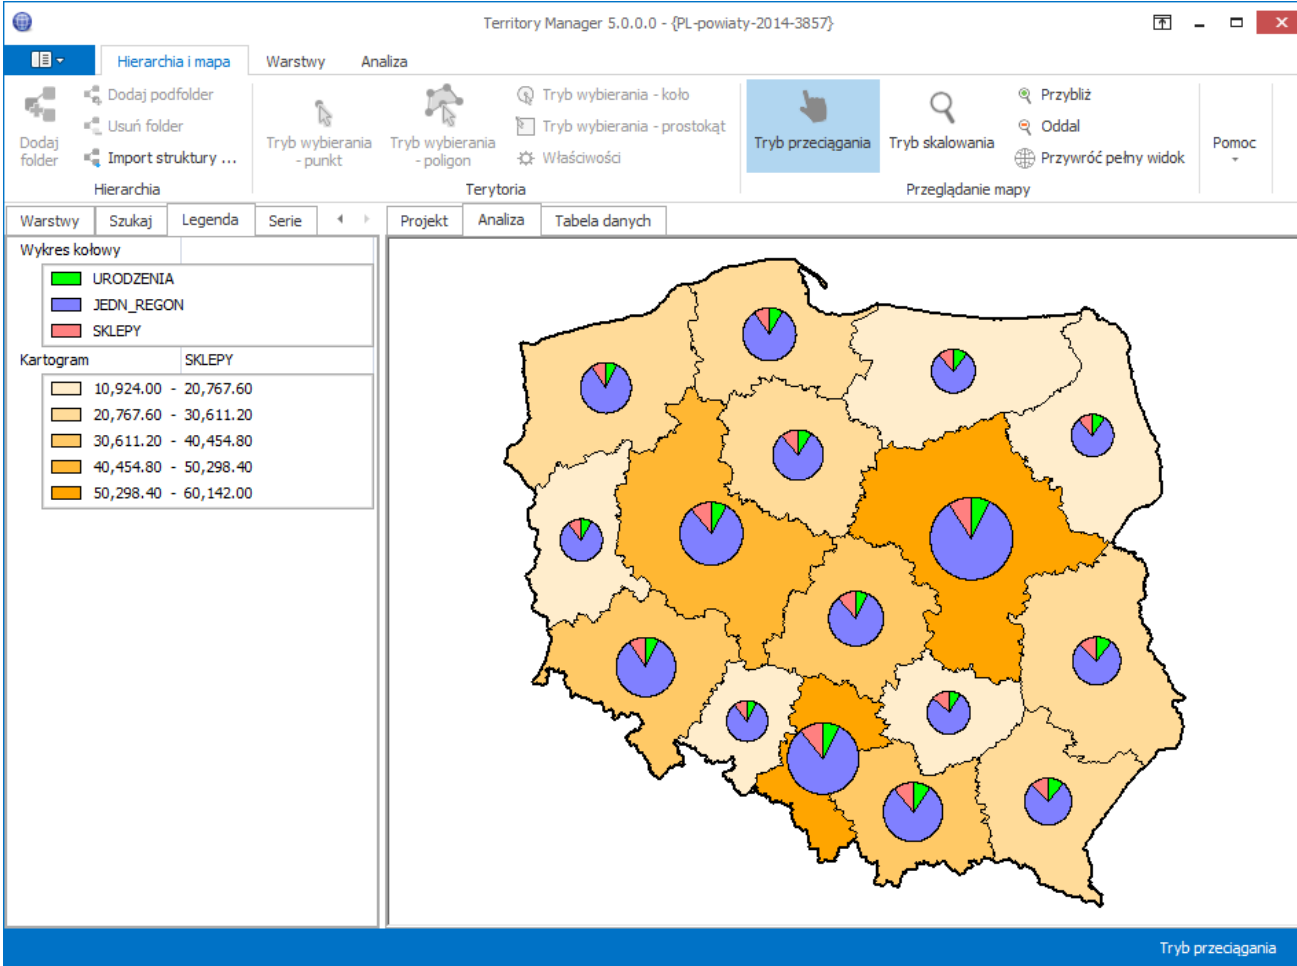 Territory Manager 5.0.0.0 - {PL-powiaty-2014-3857}
Hierarchia i mapa
Warstwy
Analiza
Dodaj folder
Dodaj podfolder
Usuń folder
Import struktury ...
Hierarchia
Tryb wybierania - punkt
Tryb wybierania - poligon
Tryb wybierania - koło
Tryb wybierania - prostokąt
Właściwości
Terytoria
Tryb przeciągania
Tryb skalowania
Przybliż
Oddal
Przywróć pełny widok
Przeglądanie mapy
Pomoc
Warstwy
Szukaj
Legenda
Serie
Projekt
Analiza
Tabela danych
Wykres kołowy
URODZENIA
JEDN_REGON
SKLEPY
Kartogram SKLEPY
10,924.00 - 20,767.60
20,767.60 - 30,611.20
30,611.20 - 40,454.80
40,454.80 - 50,298.40
50,298.40 - 60,142.00
Tryb przeciągania